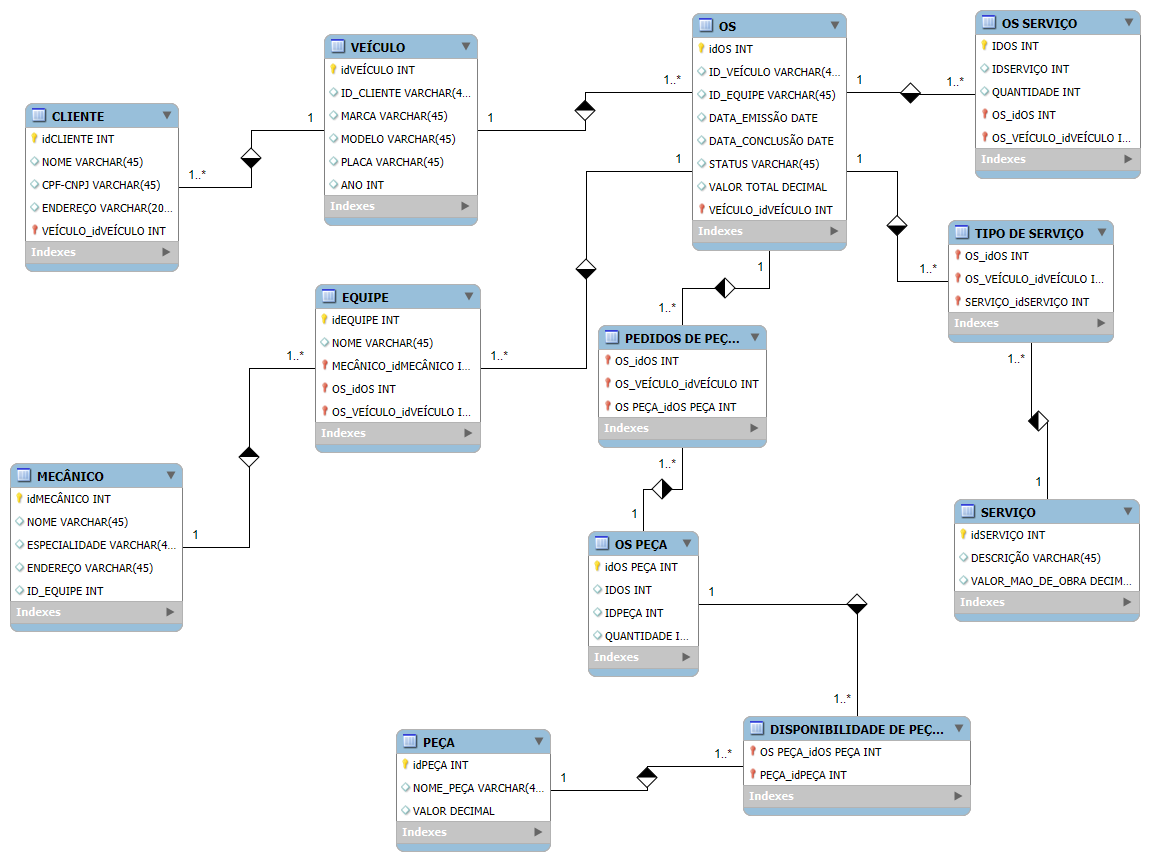 CLIENTE
idCLIENTE INT
NOME VARCHAR(45)
CPF-CNPJ VARCHAR(45)
ENDEREÇO VARCHAR(20...
VEÍCULO_idVEÍCULO INT
Indexes
1..*
1
VEÍCULO
idVEÍCULO INT
ID_CLIENTE VARCHAR(4...
MARCA VARCHAR(45)
MODELO VARCHAR(45)
PLACA VARCHAR(45)
ANO INT
Indexes
1
1..*
OS
idOS INT
ID_VEÍCULO VARCHAR(4...
ID_EQUIPE VARCHAR(45)
DATA_EMISSÃO DATE
DATA_CONCLUSÃO DATE
STATUS VARCHAR(45)
VALOR TOTAL DECIMAL
VEÍCULO_idVEÍCULO INT
Indexes
1
1..*
OS SERVIÇO
IDOS INT
IDSERVIÇO INT
QUANTIDADE INT
OS_idOS INT
OS_VEÍCULO_idVEÍCULO I...
Indexes
1
1
1..*
TIPO DE SERVIÇO
OS_idOS INT
OS_VEÍCULO_idVEÍCULO I...
SERVIÇO_idSERVIÇO INT
Indexes
1..*
1
SERVIÇO
idSERVIÇO INT
DESCRIÇÃO VARCHAR(45)
VALOR_MAO_DE_OBRA DECIM...
Indexes
EQUIPE
idEQUIPE INT
NOME VARCHAR(45)
MECÂNICO_idMECÂNICO I...
OS_idOS INT
OS_VEÍCULO_idVEÍCULO I...
Indexes
1..*
1..*
MECÂNICO
idMECÂNICO INT
NOME VARCHAR(45)
ESPECIALIDADE VARCHAR(4...
ENDEREÇO VARCHAR(45)
ID_EQUIPE INT
Indexes
1
1
1..*
PEDIDOS DE PEÇ...
OS_idOS INT
OS_VEÍCULO_idVEÍCULO INT
OS PEÇA_idOS PEÇA INT
Indexes
1..*
1
OS PEÇA
idOS PEÇA INT
IDOS INT
IDPEÇA INT
QUANTIDADE I...
Indexes
1
1..*
DISPONIBILIDADE DE PEÇ...
OS PEÇA_idOS PEÇA INT
PEÇA_idPEÇA INT
Indexes
1..*
1
PEÇA
idPEÇA INT
NOME_PEÇA VARCHAR(4...
VALOR DECIMAL
Indexes